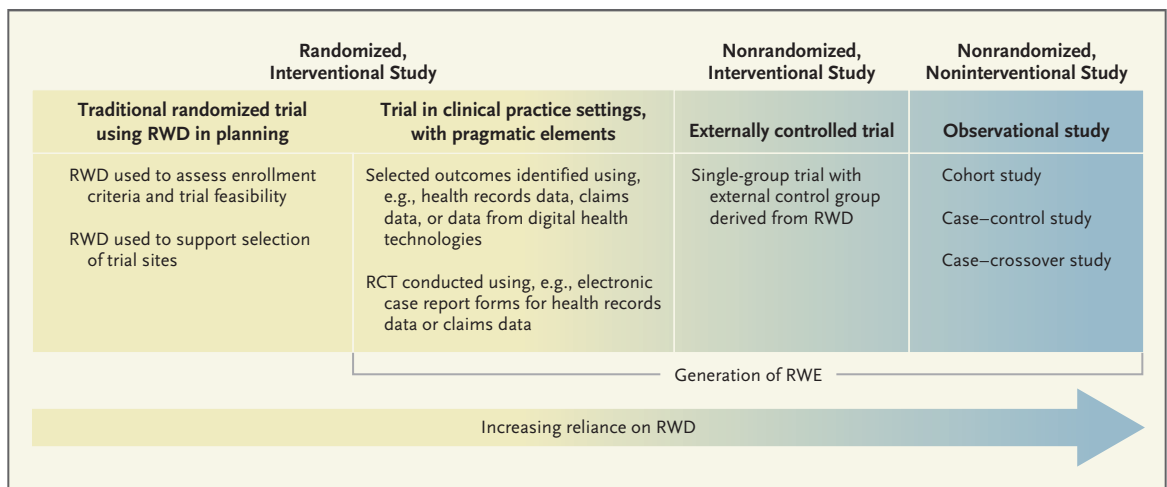 Randomized,
Interventional Study
Nonrandomized,
Interventional Study
Nonrandomized,
Noninterventional Study
Traditional randomized trial
using RWD in planning
Trial in clinical practice settings,
with pragmatic elements
Externally controlled trial
Observational study
RWD used to assess enrollment
criteria and trial feasibility
RWD used to support selection
of trial sites
Selected outcomes identified using,
e.g., health records data, claims
data, or data from digital health
technologies
RCT conducted using, e.g., electronic
case report forms for health records
data or claims data
Single-group trial with
external control group
derived from RWD
Cohort study
Case–control study
Case–crossover study
Generation of RWE
Increasing reliance on RWD